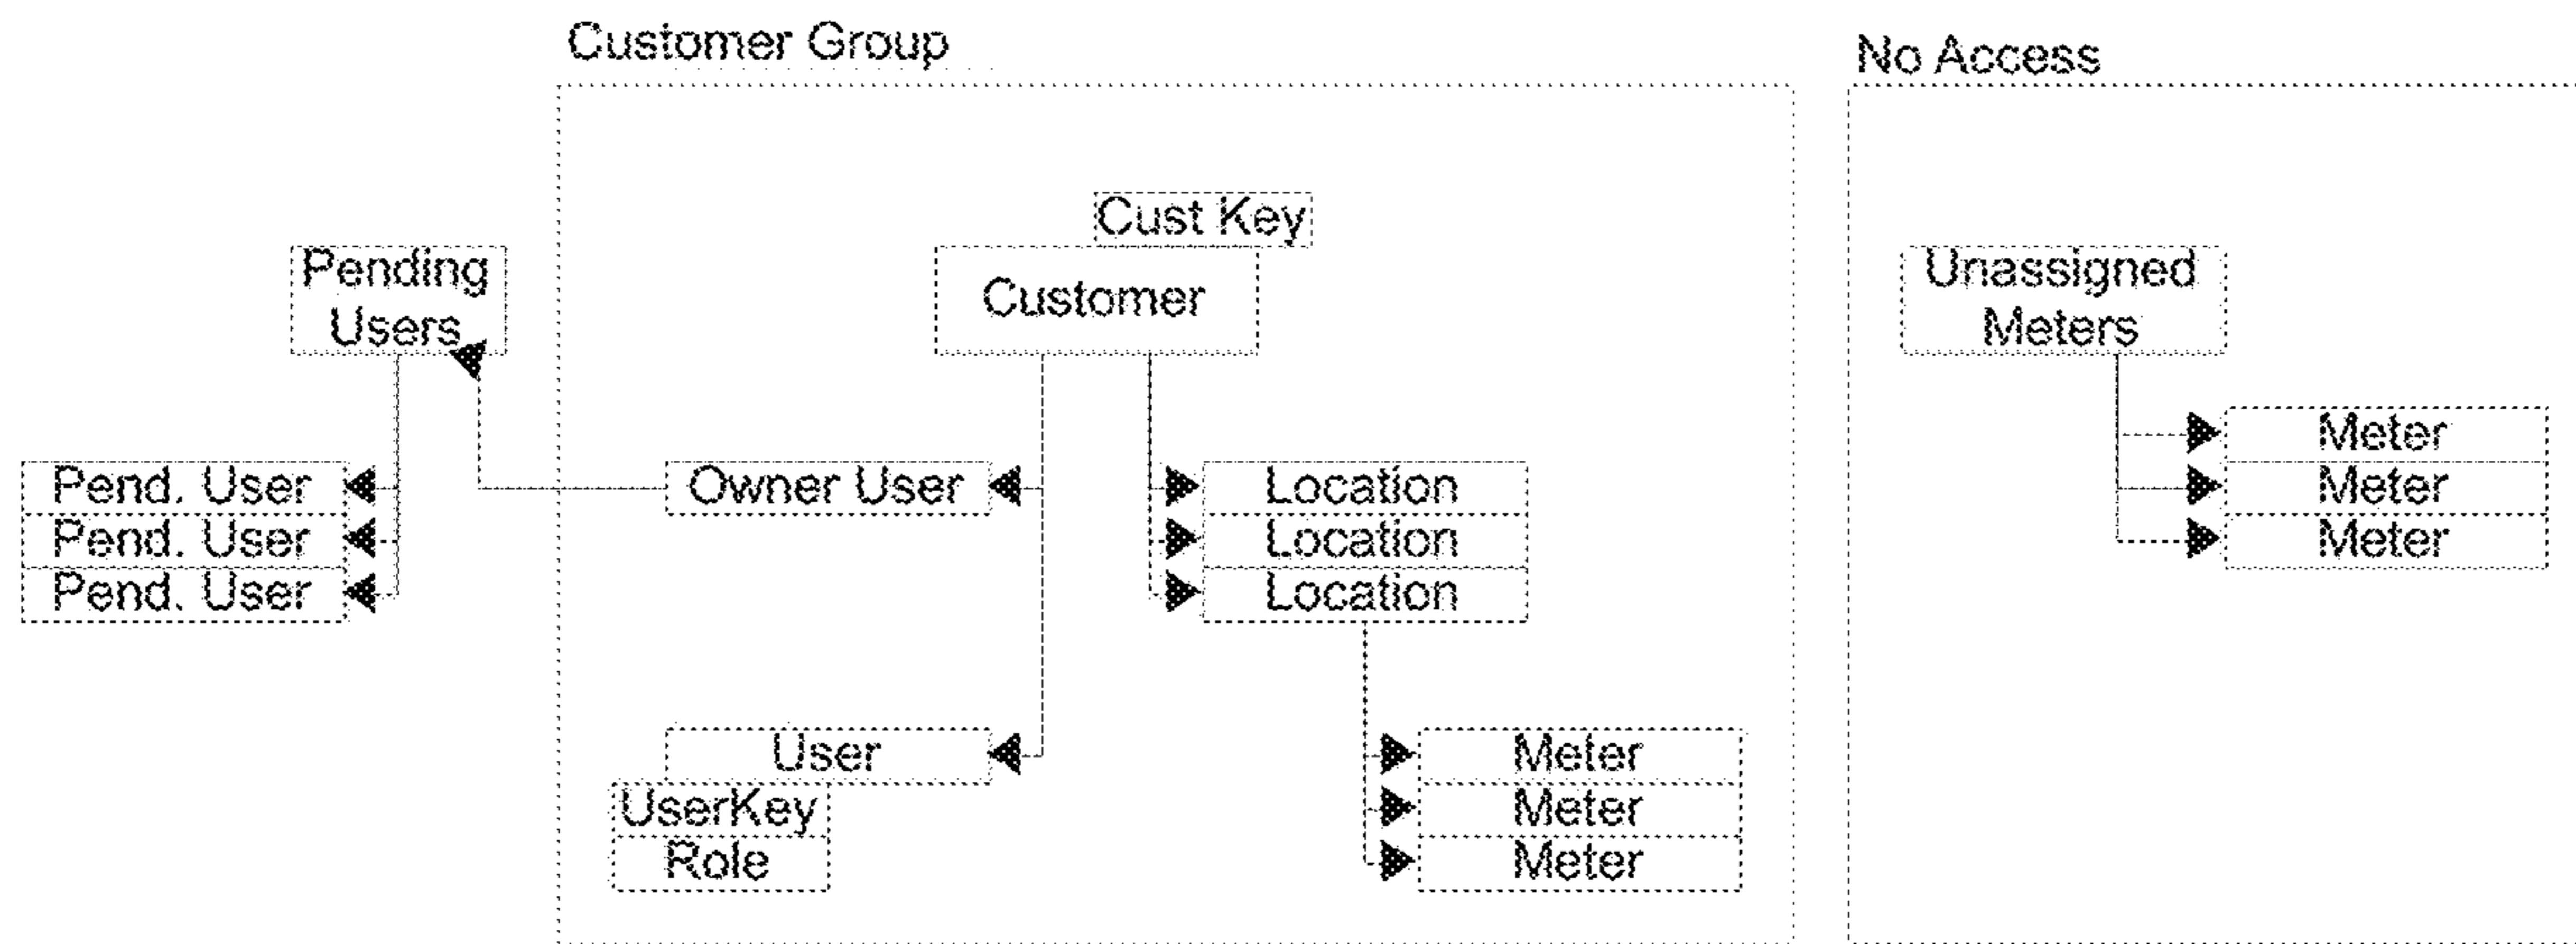 Customer Group
No Access
Cust Key
Pending
Users
Customer
Unassigned
Meters
Pend. User
Pend. User
Pend. User
Owner User
Location
Location
Location
Meter
Meter
Meter
User
UserKey
Role
Meter
Meter
Meter